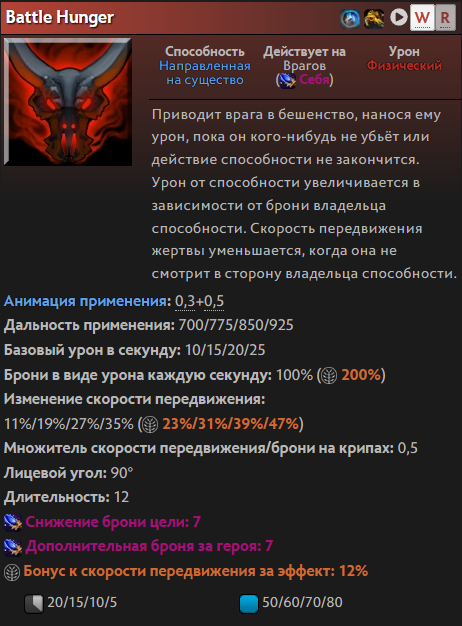 Battle Hunger
W R
Способность Действует на Урон
Направленная Врагов Физический
на существо ( Себя)
Приводит врага в бешенство, нанося ему
урон, пока он кого-нибудь не убьёт или
действие способности не закончится.
Урон от способности увеличивается в
зависимости от брони владельца
способности. Скорость передвижения
жертвы уменьшается, когда она не
смотрит в сторону владельца способности.
Анимация применения: 0,3+0,5
Дальность применения: 700/775/850/925
Базовый урон в секунду: 10/15/20/25
Брони в виде урона каждую секунду: 100% ( 200%)
Изменение скорости передвижения:
11%/19%/27%/35% ( 23%/31%/39%/47%)
Множитель скорости передвижения/брони на крипах: 0,5
Лицевой угол: 90°
Длительность: 12
Снижение брони цели: 7
Дополнительная броня за героя: 7
Бонус к скорости передвижения за эффект: 12%
20/15/10/5 50/60/70/80